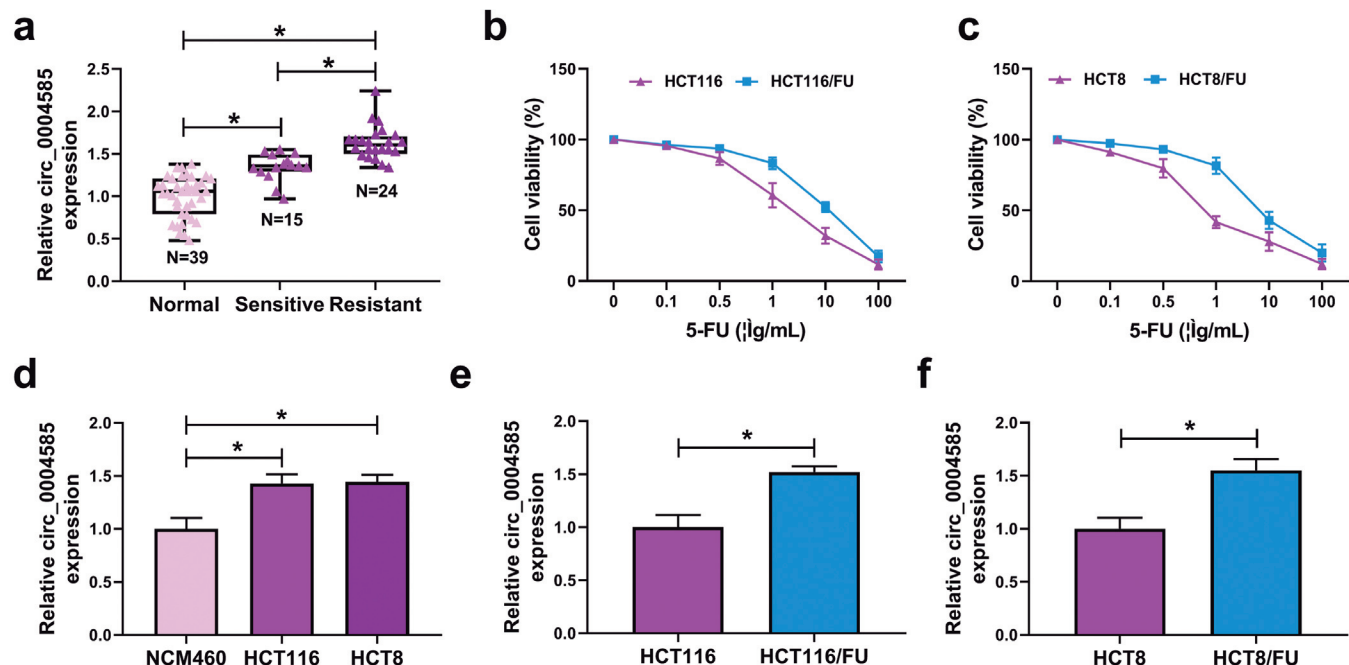 a
*
*
*
Relative circ_0004585
expression
2.5
2.0
1.5
1.0
0.5
0.0
N=39
N=15
N=24
Normal Sensitive Resistant
b
HCT116 HCT116/FU
Cell viability (%)
150
100
50
0
0 0.1 0.5 1 10 100
5-FU (¦Ìg/mL)
c
HCT8 HCT8/FU
Cell viability (%)
150
100
50
0
0 0.1 0.5 1 10 100
5-FU (¦Ìg/mL)
d
Relative circ_0004585
expression
2.0
1.5
1.0
0.5
0.0
*
*
NCM460 HCT116 HCT8
e
Relative circ_0004585
expression
2.0
1.5
1.0
0.5
0.0
*
HCT116 HCT116/FU
f
Relative circ_0004585
expression
2.0
1.5
1.0
0.5
0.0
*
HCT8 HCT8/FU